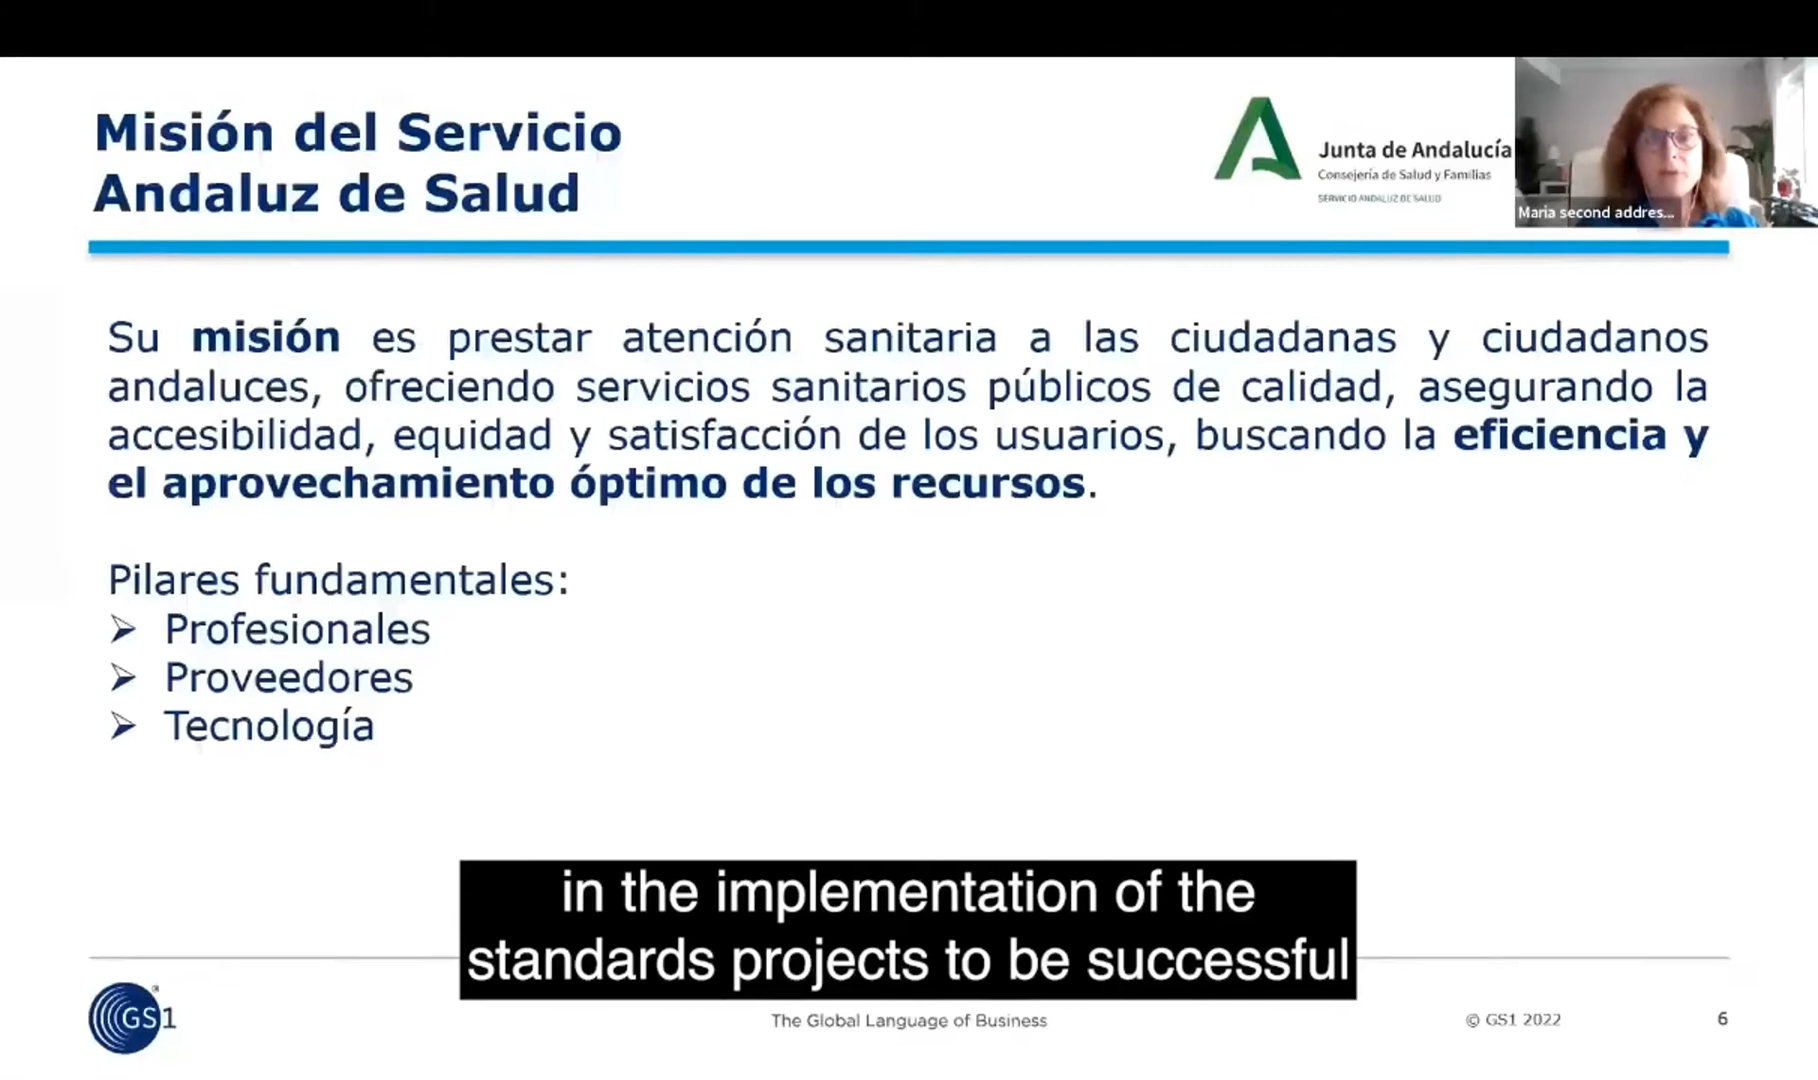 Misión del Servicio
Andaluz de Salud
Junta de Andalucía
Consejería de Salud y Familias
SERVICIO ANDALUZ DE SALUD
Maria second addres...
Su misión es prestar atención sanitaria a las ciudadanas y ciudadanos
andaluces, ofreciendo servicios sanitarios públicos de calidad, asegurando la
accesibilidad, equidad y satisfacción de los usuarios, buscando la eficiencia y
el aprovechamiento óptimo de los recursos.
Pilares fundamentales:
➢ Profesionales
➢ Proveedores
➢ Tecnología
in the implementation of the
standards projects to be successful
GS1®
The Global Language of Business
© GS1 2022
6